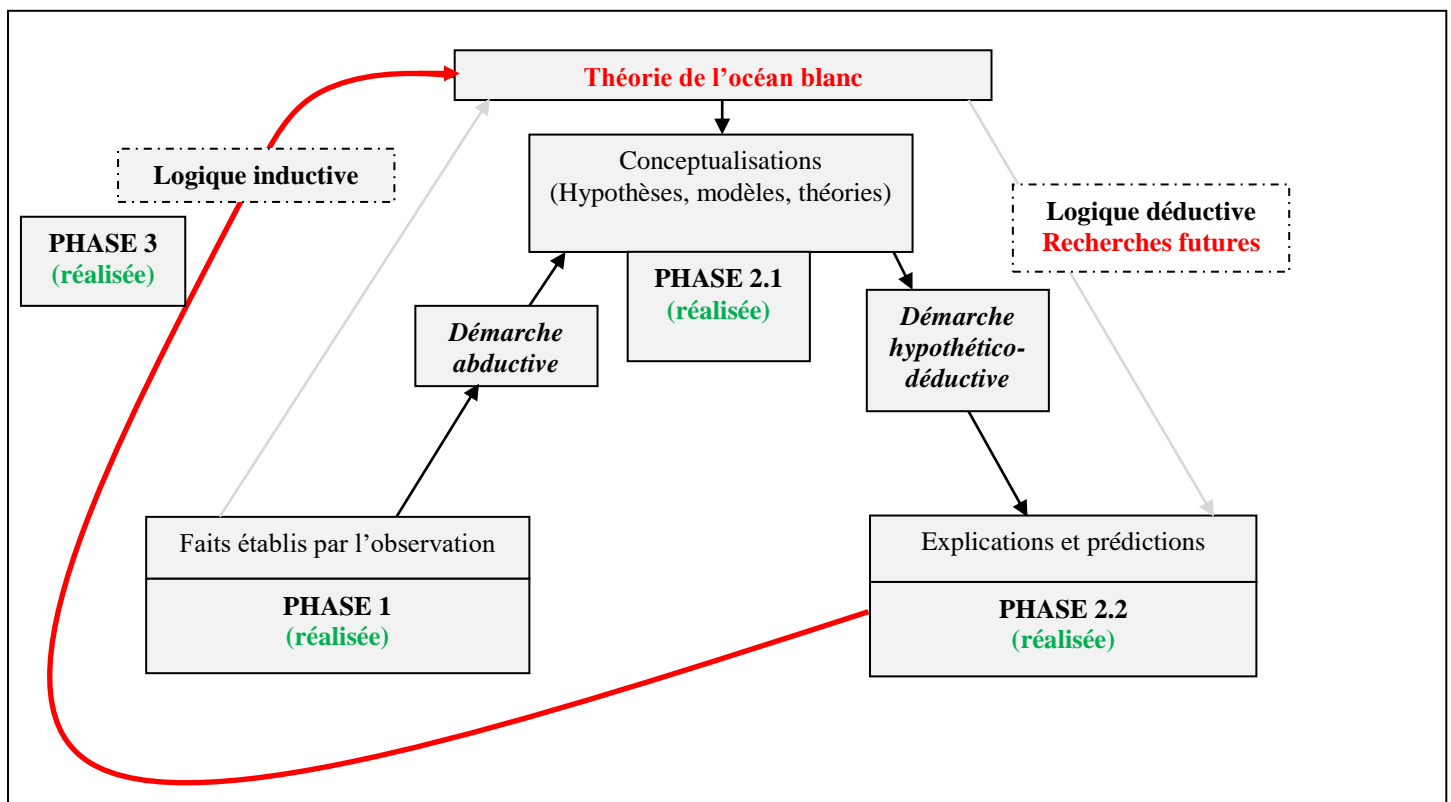 Théorie de l’océan blanc
Logique inductive
Conceptualisations
(Hypothèses, modèles, théories)
Logique déductive
Recherches futures
PHASE 3
(réalisée)
PHASE 2.1
(réalisée)
Démarche
abductive
Démarche
hypothético-
déductive
Faits établis par l’observation
PHASE 1
(réalisée)
Explications et prédictions
PHASE 2.2
(réalisée)